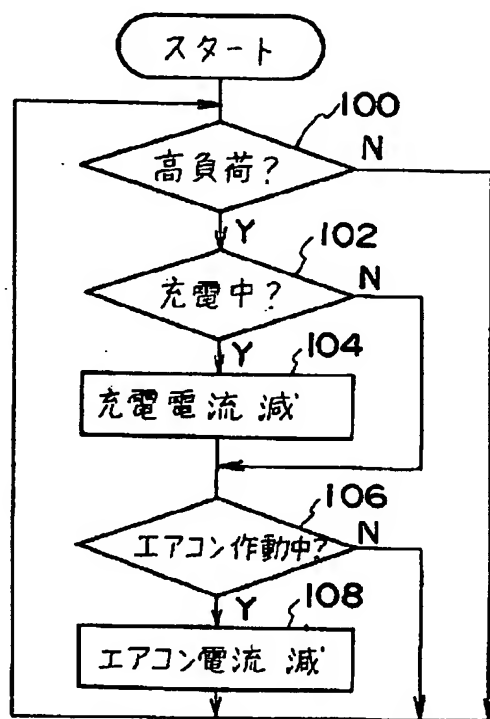 スタート
100
高負荷?
N
Y
102
充電中?
N
Y
104
充電電流 減
106
エアコン作動中?
N
Y
108
エアコン電流 減